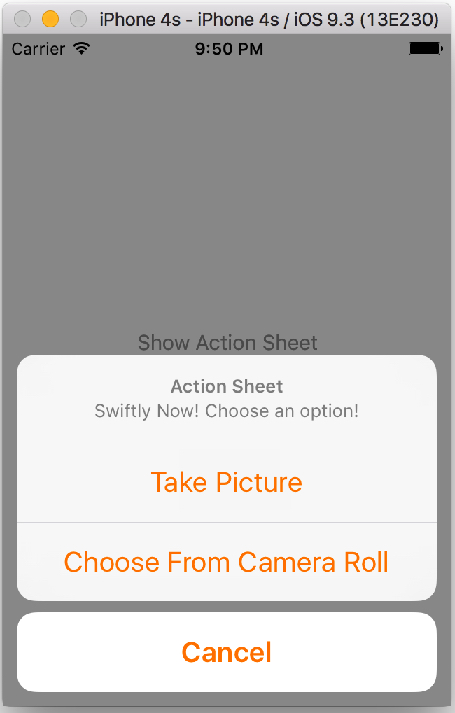 iPhone 4s - iPhone 4s / iOS 9.3 (13E230)
Carrier 9:50 PM
Show Action Sheet
Action Sheet
Swiftly Now! Choose an option!
Take Picture
Choose From Camera Roll
Cancel